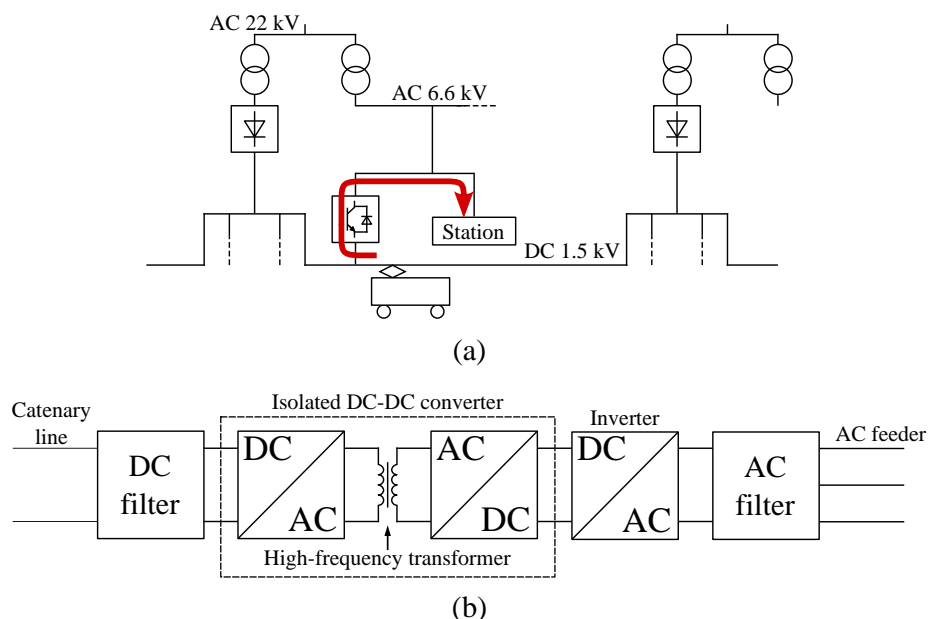 AC 22 kV
AC 6.6 kV
Station
DC 1.5 kV
(a)
Isolated DC-DC converter
Catenary
line
Inverter
AC feeder
DC
filter
DC
AC
AC
DC
DC
AC
AC
filter
High-frequency transformer
(b)